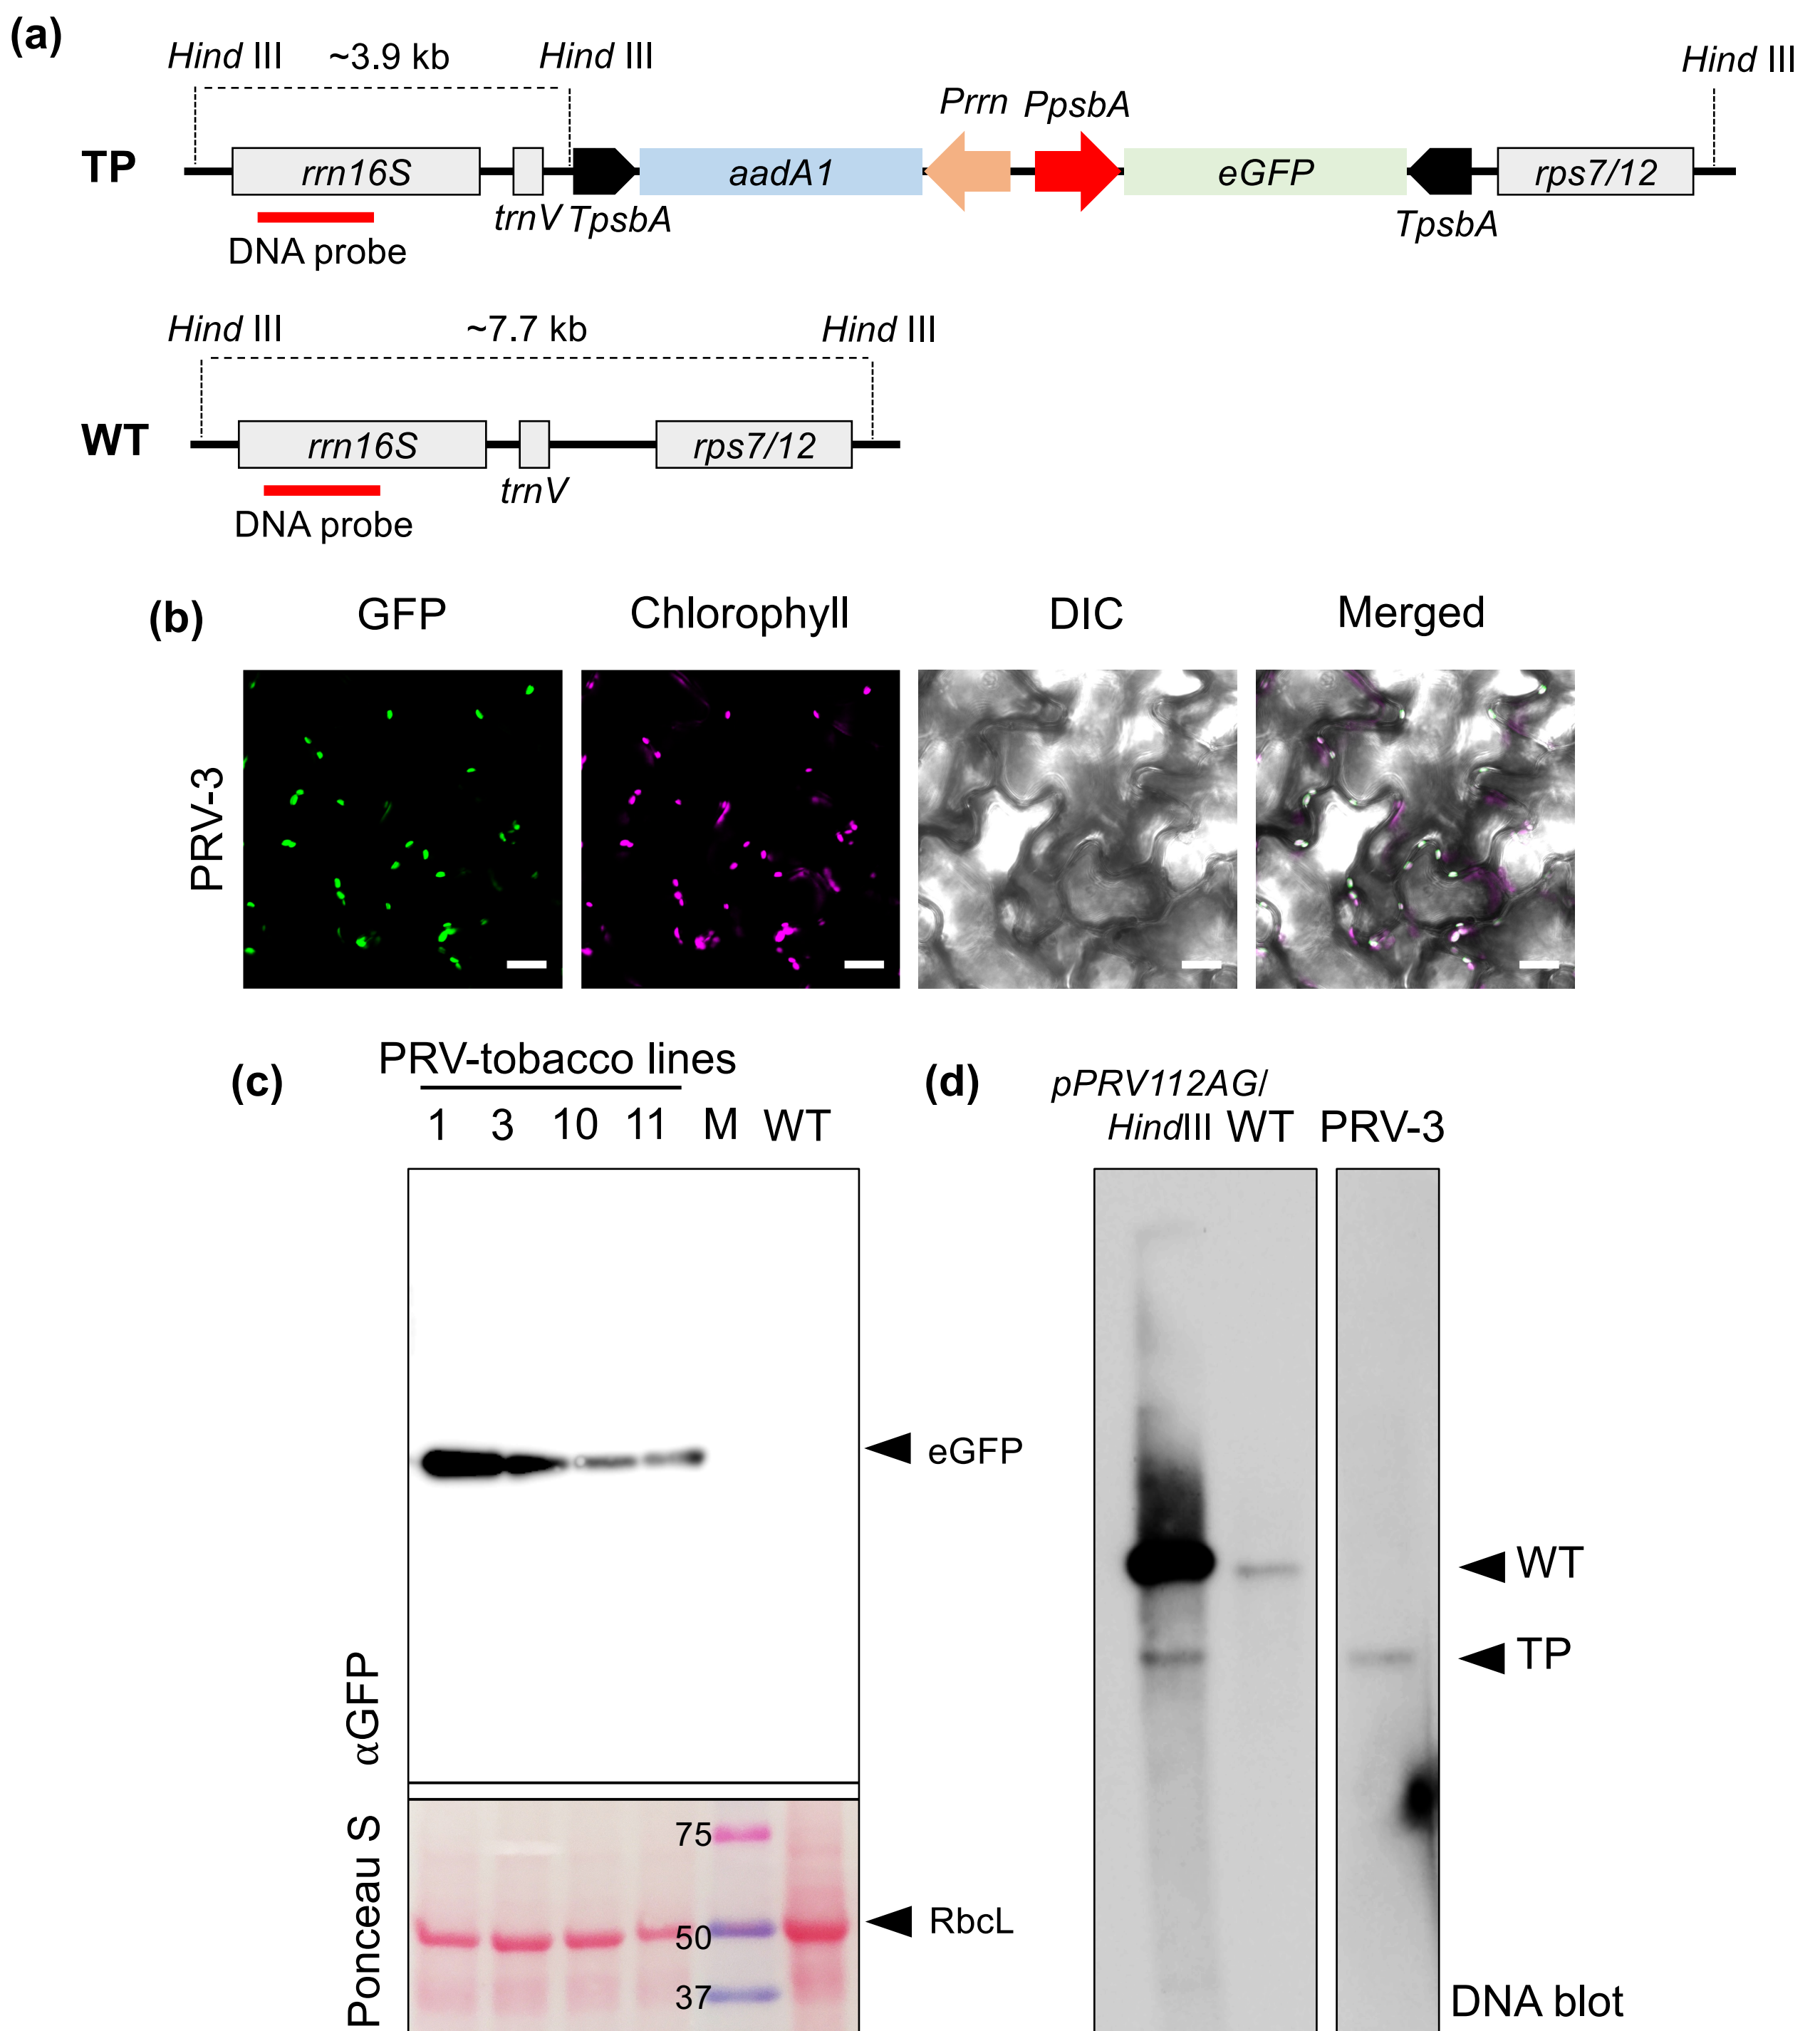 (a)
Hind III ~3.9 kb Hind III Hind III
Prrn PpsbA
TP rrn16S aadA1 eGFP rps7/12
trnV TpsbA TpsbA
DNA probe
Hind III ~7.7 kb Hind III
WT rrn16S rps7/12
trnV
DNA probe
(b) GFP Chlorophyll DIC Merged
PRV-3
(c) PRV-tobacco lines
1 3 10 11 M WT
eGFP
αGFP
75
50
37
RbcL
Ponceau S
(d) pPRV112AG/
HindIII WT PRV-3
WT
TP
DNA blot